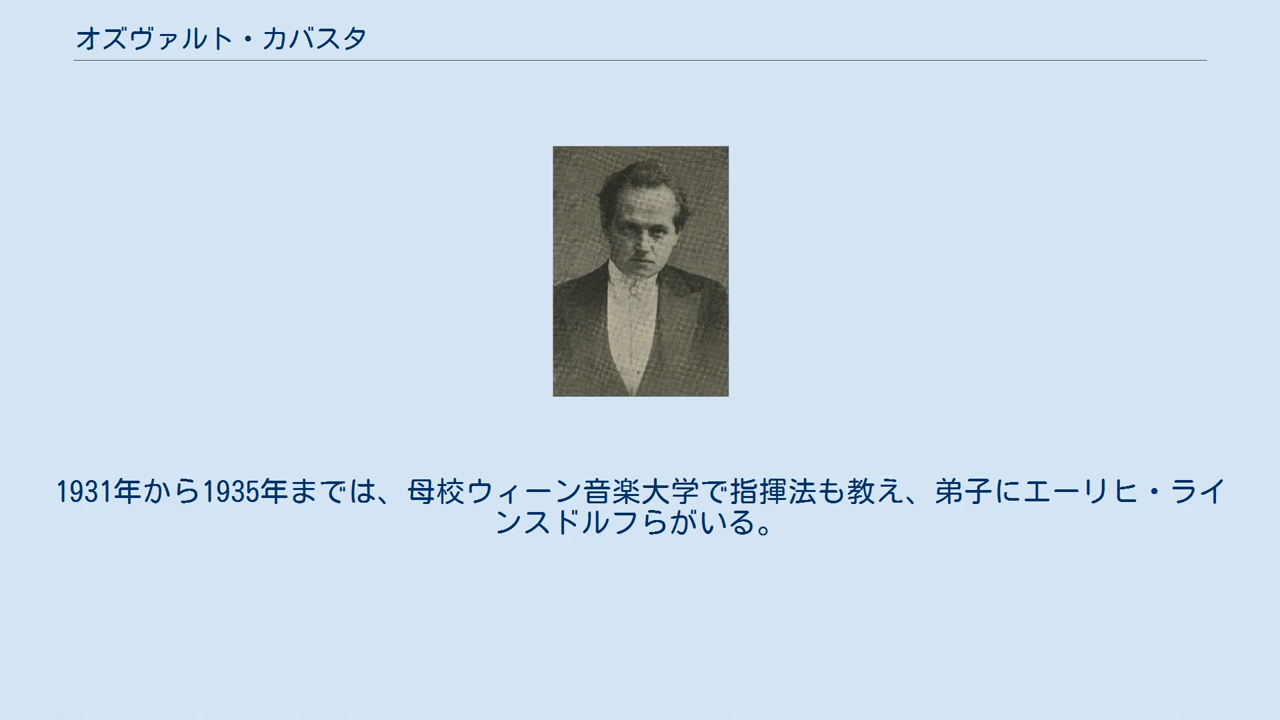 オズヴァルト・カバスタ
1931年から1935年までは、母校ウィーン音楽大学で指揮法も教え、弟子にエーリヒ・ライ
ンスドルフらがいる。